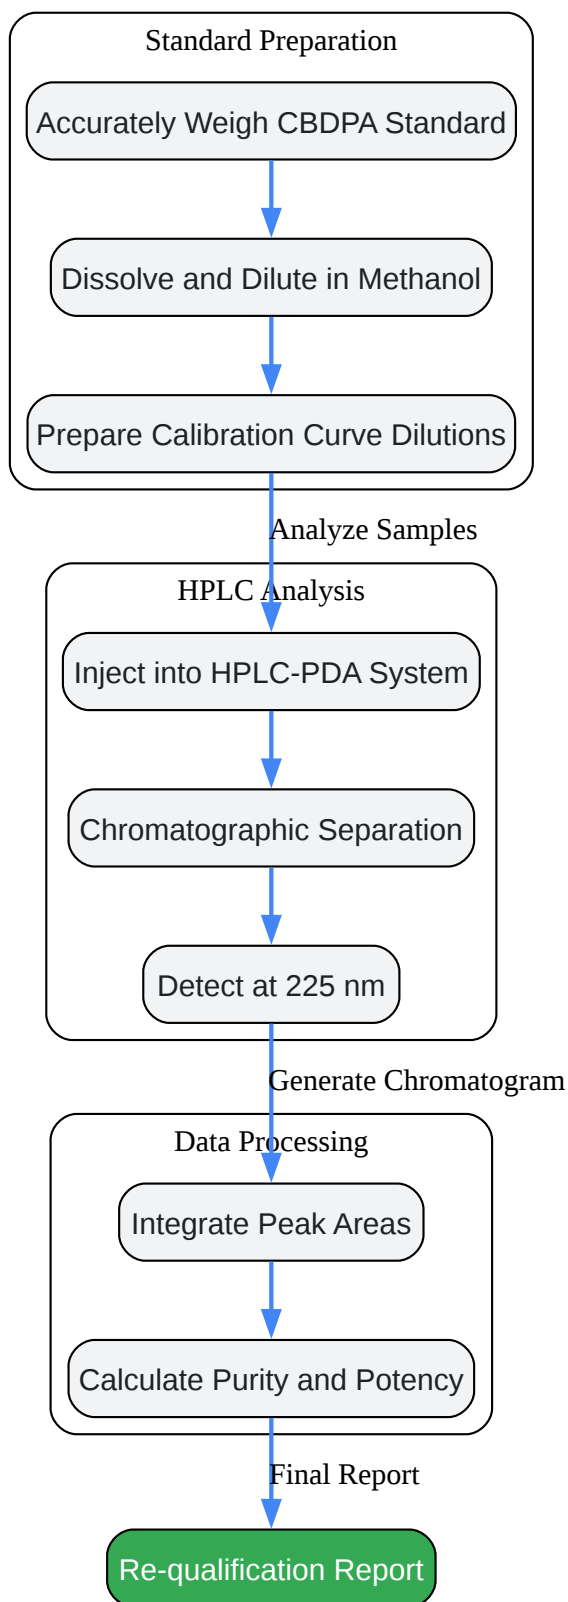 Standard Preparation
Accurately Weigh CBDPA Standard
Dissolve and Dilute in Methanol
Prepare Calibration Curve Dilutions
Analyze Samples
HPLC Analysis
Inject into HPLC-PDA System
Chromatographic Separation
Detect at 225 nm
Generate Chromatogram
Data Processing
Integrate Peak Areas
Calculate Purity and Potency
Final Report
Re-qualification Report